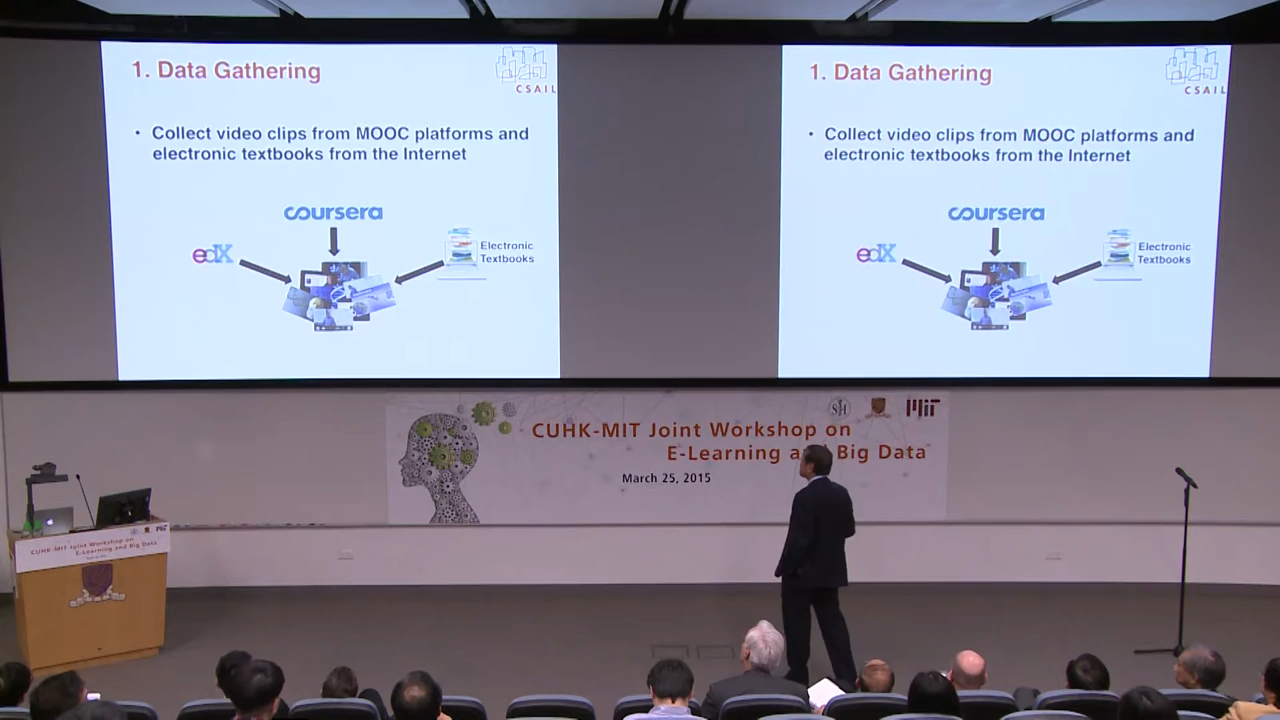 1. Data Gathering
CSAIL
• Collect video clips from MOOC platforms and
electronic textbooks from the Internet
coursera
edX
Electronic
Textbooks
1. Data Gathering
CSAIL
• Collect video clips from MOOC platforms and
electronic textbooks from the Internet
coursera
edX
Electronic
Textbooks
SH
MIT
CUHK-MIT Joint Workshop on
E-Learning and Big Data
March 25, 2015
MIT
CUHK-MIT Joint Workshop on
E-Learning and Big Data